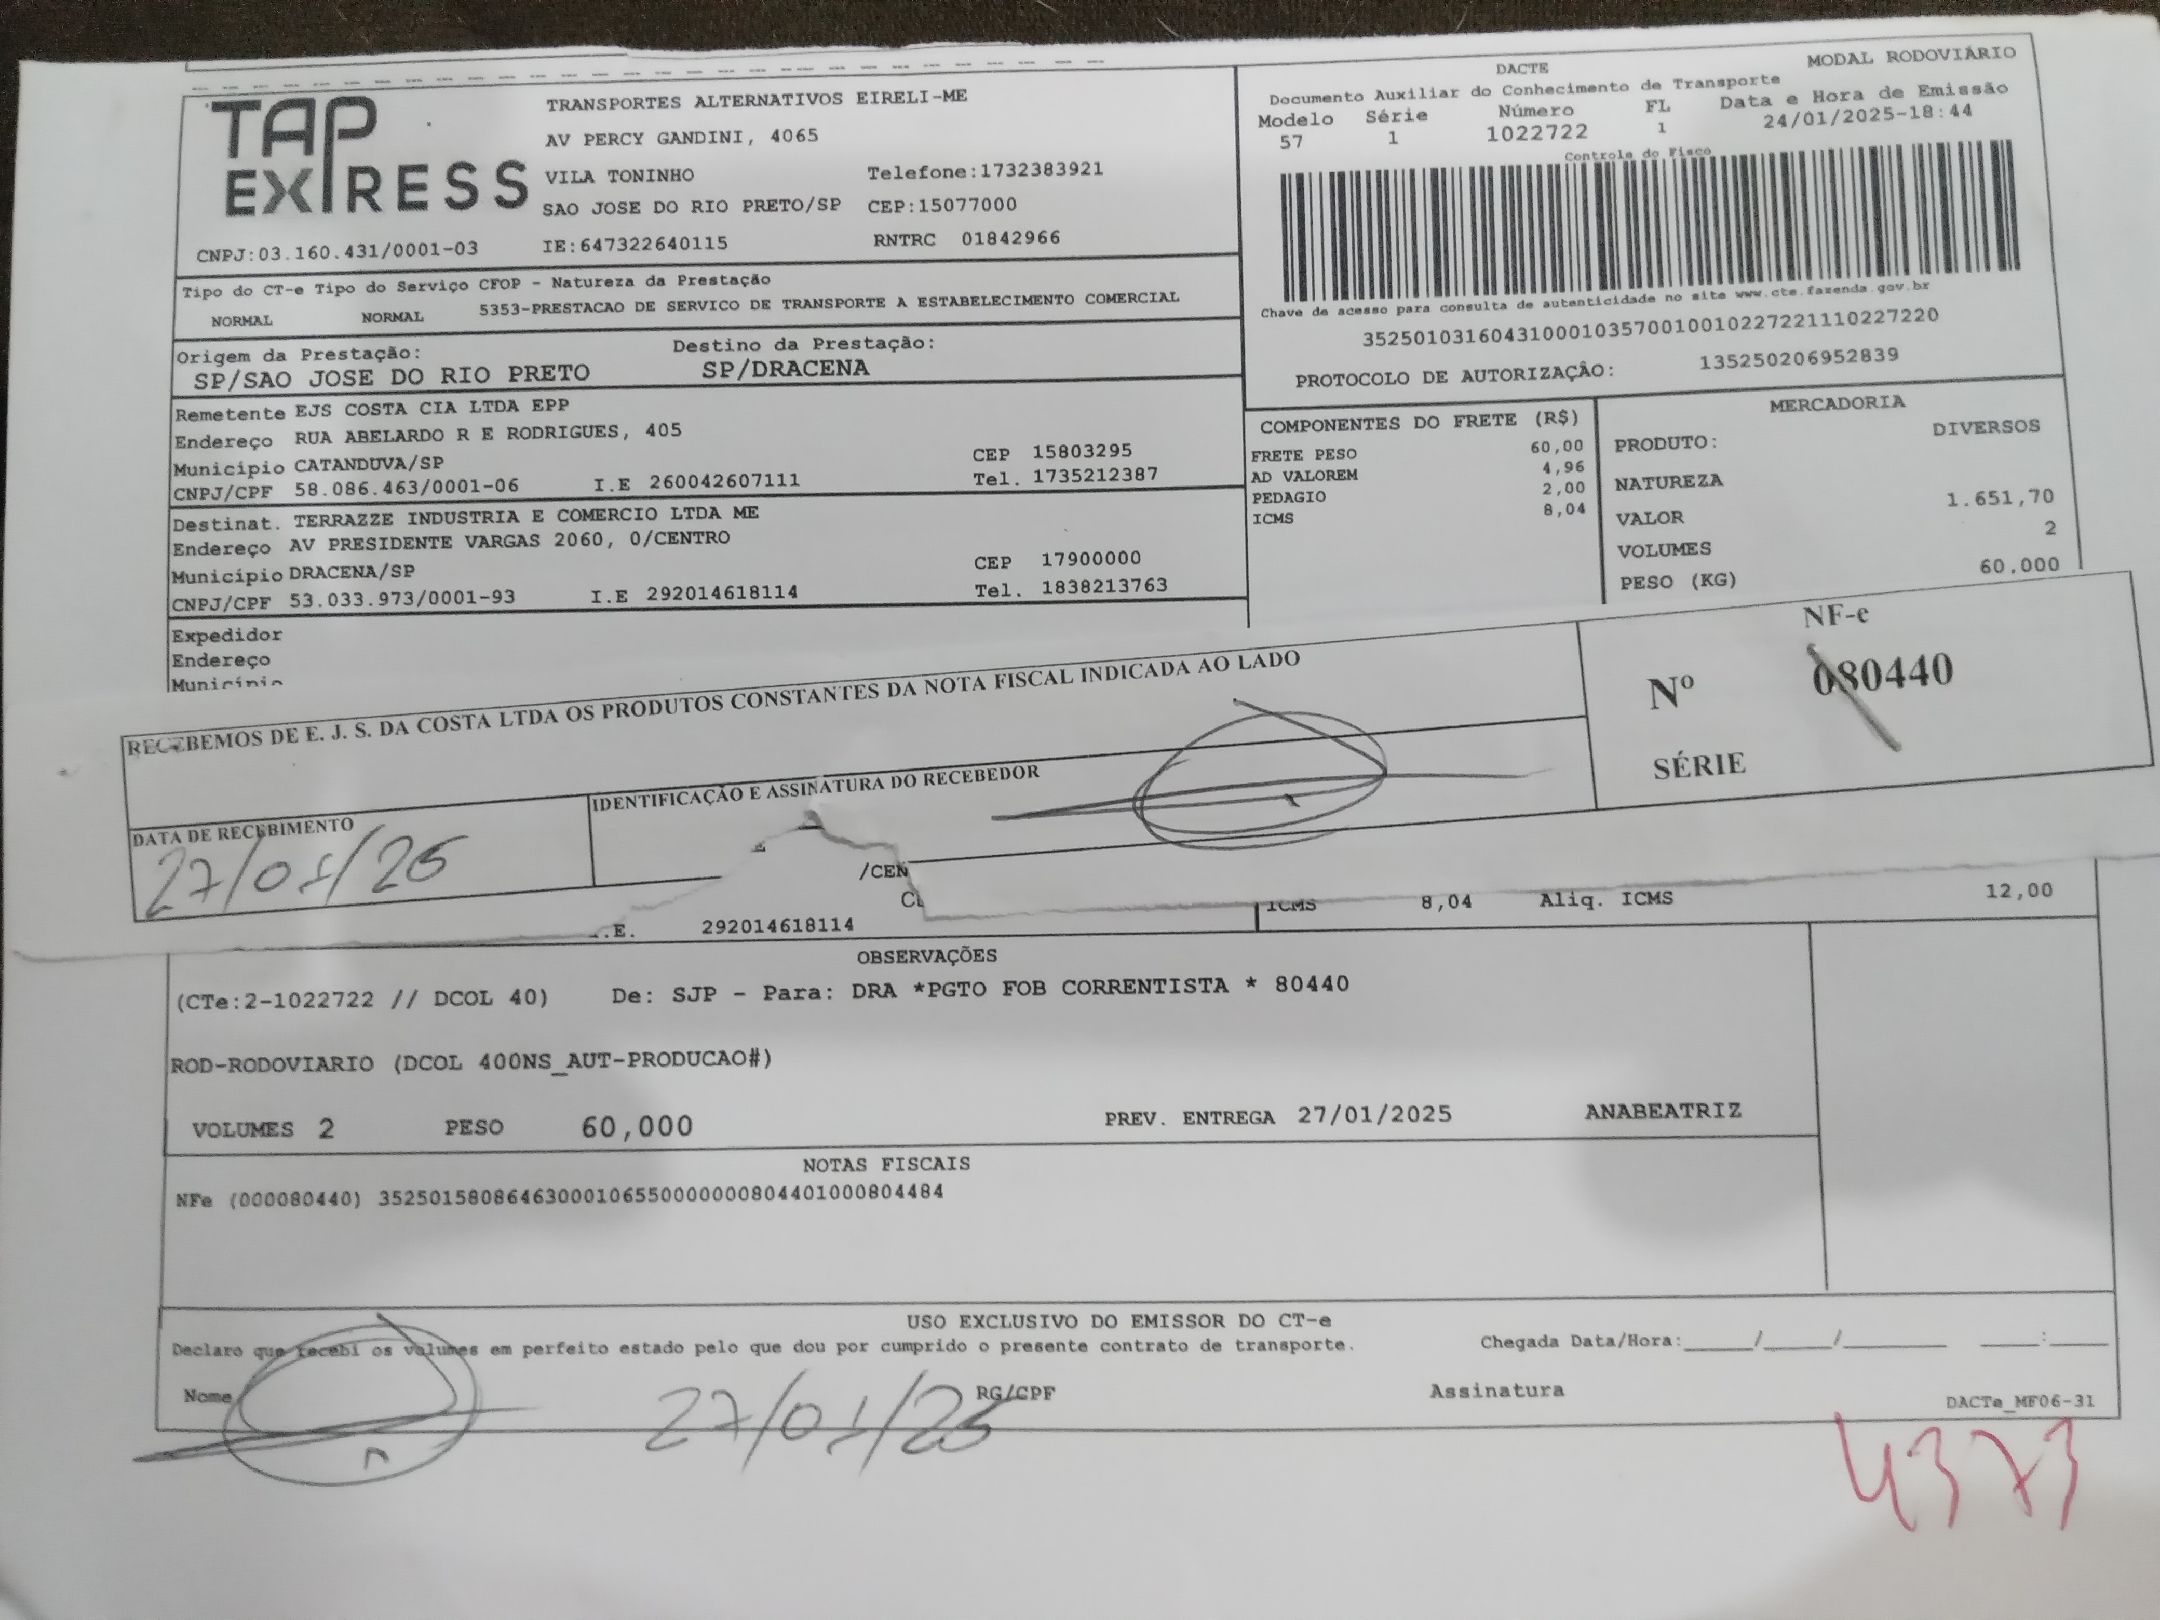 TAP EXPRESS
TRANSPORTES ALTERNATIVOS EIRELI-ME
AV PERCY GANDINI, 4065
VILA TONINHO Telefone:1732383921
SAO JOSE DO RIO PRETO/SP CEP:15077000
CNPJ:03.160.431/0001-03 IE:647322640115 RNTRC 01842966
DACTE MODAL RODOVIÁRIO
Documento Auxiliar do Conhecimento de Transporte
Modelo Série Número FL Data e Hora de Emissão
57 1 1022722 1 24/01/2025-18:44
Controle do Fisco
Chave de acesso para consulta de autenticidade no site www.cte.fazenda.gov.br
35250103160431000103570010010227221110227220
PROTOCOLO DE AUTORIZAÇÂO: 135250206952839
Tipo do CT-e Tipo do Serviço CFOP - Natureza da Prestação
NORMAL NORMAL 5353-PRESTACAO DE SERVICO DE TRANSPORTE A ESTABELECIMENTO COMERCIAL
Origem da Prestação: Destino da Prestação:
SP/SAO JOSE DO RIO PRETO SP/DRACENA
Remetente EJS COSTA CIA LTDA EPP
Endereço RUA ABELARDO R E RODRIGUES, 405
Município CATANDUVA/SP CEP 15803295
CNPJ/CPF 58.086.463/0001-06 I.E 260042607111 Tel. 1735212387
Destinat. TERRAZZE INDUSTRIA E COMERCIO LTDA ME
Endereço AV PRESIDENTE VARGAS 2060, 0/CENTRO
Município DRACENA/SP CEP 17900000
CNPJ/CPF 53.033.973/0001-93 I.E 292014618114 Tel. 1838213763
Expedidor
Endereço
Município
COMPONENTES DO FRETE (R$)
FRETE PESO 60,00
AD VALOREM 4,96
PEDAGIO 2,00
ICMS 8,04
MERCADORIA
PRODUTO: DIVERSOS
NATUREZA
VALOR 1.651,70
VOLUMES 2
PESO (KG) 60,000
RECEBEMOS DE E. J. S. DA COSTA LTDA OS PRODUTOS CONSTANTES DA NOTA FISCAL INDICADA AO LADO
NF-e
Nº 080440
SÉRIE
DATA DE RECEBIMENTO
27/01/25
IDENTIFICAÇÃO E ASSINATURA DO RECEBEDOR
/CEN
I.E. 292014618114
ICMS 8,04 Aliq. ICMS 12,00
OBSERVAÇÕES
(CTe:2-1022722 // DCOL 40) De: SJP - Para: DRA *PGTO FOB CORRENTISTA * 80440
ROD-RODOVIARIO (DCOL 400NS_AUT-PRODUCAO#)
VOLUMES 2 PESO 60,000 PREV. ENTREGA 27/01/2025 ANABEATRIZ
NOTAS FISCAIS
NFe (000080440) 35250158086463000106550000000804401000804484
USO EXCLUSIVO DO EMISSOR DO CT-e
Declaro que recebi os volumes em perfeito estado pelo que dou por cumprido o presente contrato de transporte. Chegada Data/Hora:_____/_____/________ ____:____
Nome RG/CPF Assinatura
27/01/25
DACTe_MF06-31
4373